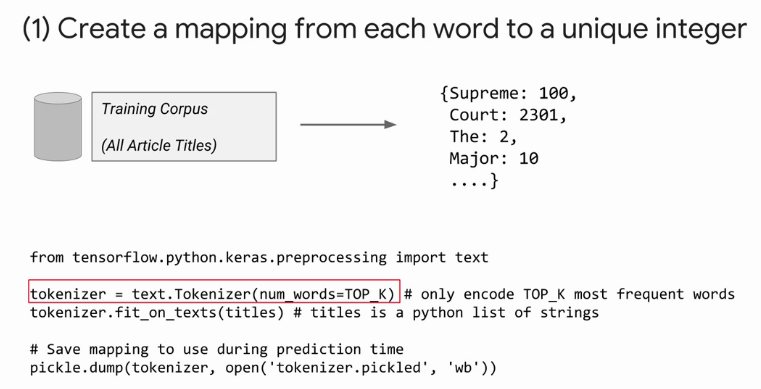 (1) Create a mapping from each word to a unique integer
Training Corpus
(All Article Titles)
{Supreme: 100,
Court: 2301,
The: 2,
Major: 10
....}
from tensorflow.python.keras.preprocessing import text
tokenizer = text.Tokenizer(num_words=TOP_K) # only encode TOP_K most frequent words
tokenizer.fit_on_texts(titles) # titles is a python list of strings
# Save mapping to use during prediction time
pickle.dump(tokenizer, open('tokenizer.pickled', 'wb'))